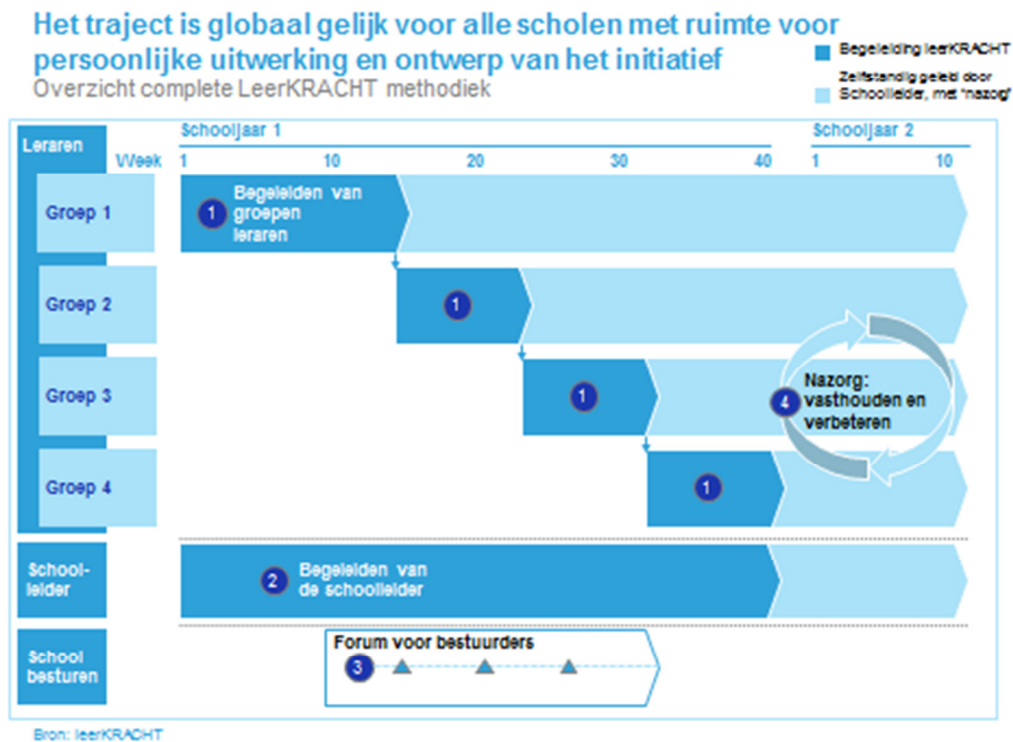 Het traject is globaal gelijk voor alle scholen met ruimte voor
persoonlijke uitwerking en ontwerp van het initiatief
Overzicht complete LeerKRACHT methodiek
Begeleiding leerKRACHT
Zelfstandig geleid door
Schoolleider, met "nazog"
Leraren
Week
Schooljaar 1
1 10 20 30 40
Schooljaar 2
1 10
Groep 1
1
Begeleiden van
groepen
leraren
Groep 2
1
Groep 3
1
4
Nazorg:
vasthouden en
verbeteren
Groep 4
1
School-
leider
2
Begeleiden van
de schoolleider
School
besturen
Forum voor bestuurders
3
Bron: leerKRACHT